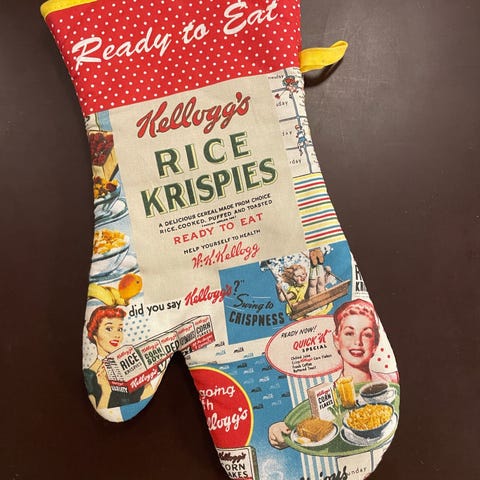 Ready to Eat
Kellogg's
RICE
KRISPIES
A DELICIOUS CEREAL MADE FROM CHOICE
RICE, COOKED, PUFFED AND TOASTED
READY TO EAT
HELP YOURSELF TO HEALTH
W.K. Kellogg
did you say Kellogg's?"
"Swing to
CRISPNESS
READY NOW!
QUICK "K"
SPECIAL
RICE
KRISPIES
CORN
Kellogg's
milk
going
Kellogg's
CORN
FLAKES